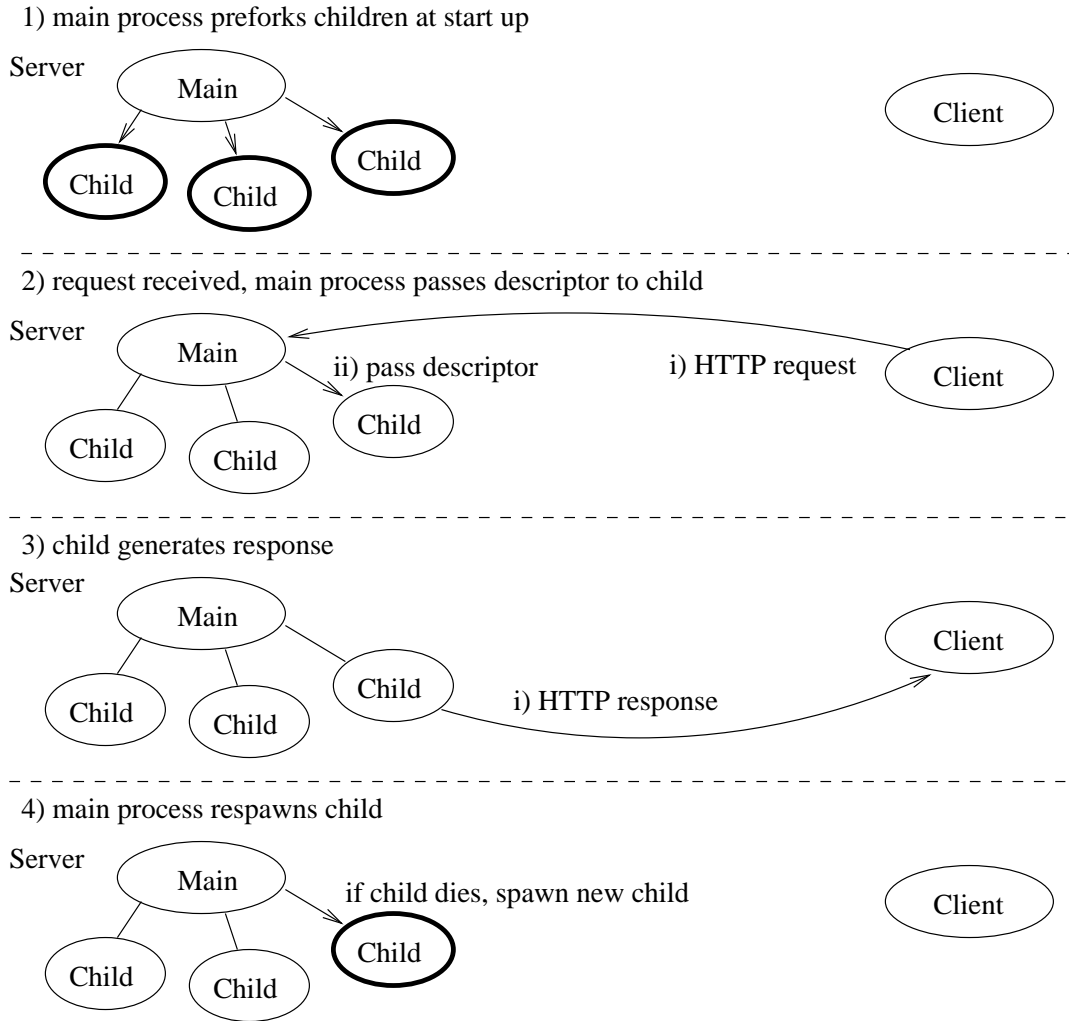 1) main process preforks children at start up
Server
Main
Client
Child
Child
Child
2) request received, main process passes descriptor to child
Server
Main
ii) pass descriptor
i) HTTP request
Client
Child
Child
Child
3) child generates response
Server
Main
Client
Child
Child
Child
i) HTTP response
4) main process respawns child
Server
Main
if child dies, spawn new child
Client
Child
Child
Child